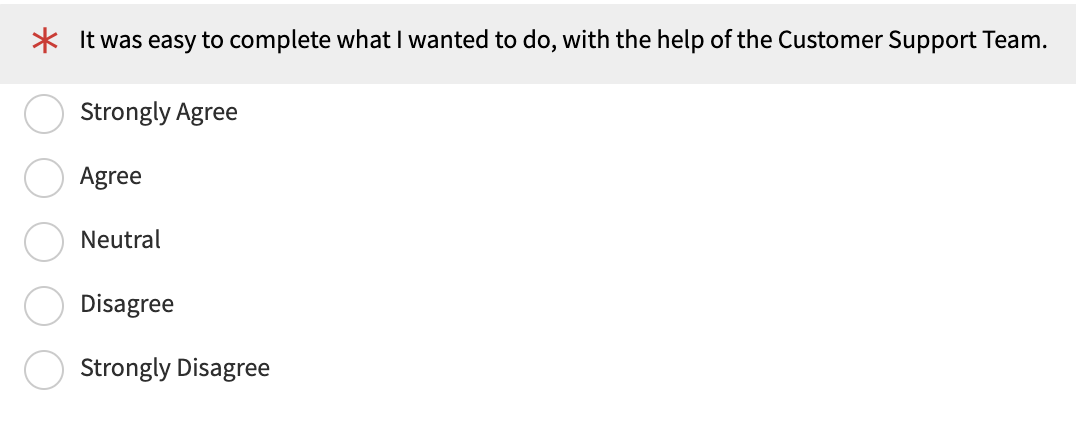 * It was easy to complete what I wanted to do, with the help of the Customer Support Team.
Strongly Agree
Agree
Neutral
Disagree
Strongly Disagree